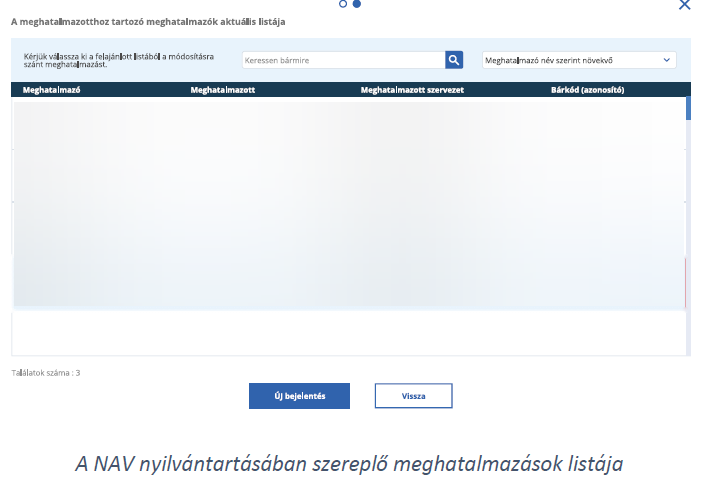 A meghatalmazotthoz tartozó meghatalmazók aktuális listája
Kérjük válassza ki a felajánlott listából a módosításra
szánt meghatalmazást.
Keressen bármire
Meghatalmazó név szerint növekvő
Meghatalmazó Meghatalmazott Meghatalmazott szervezet Bárkód (azonosító)
Találatok száma : 3
Új bejelentés
Vissza
A NAV nyilvántartásában szereplő meghatalmazások listája